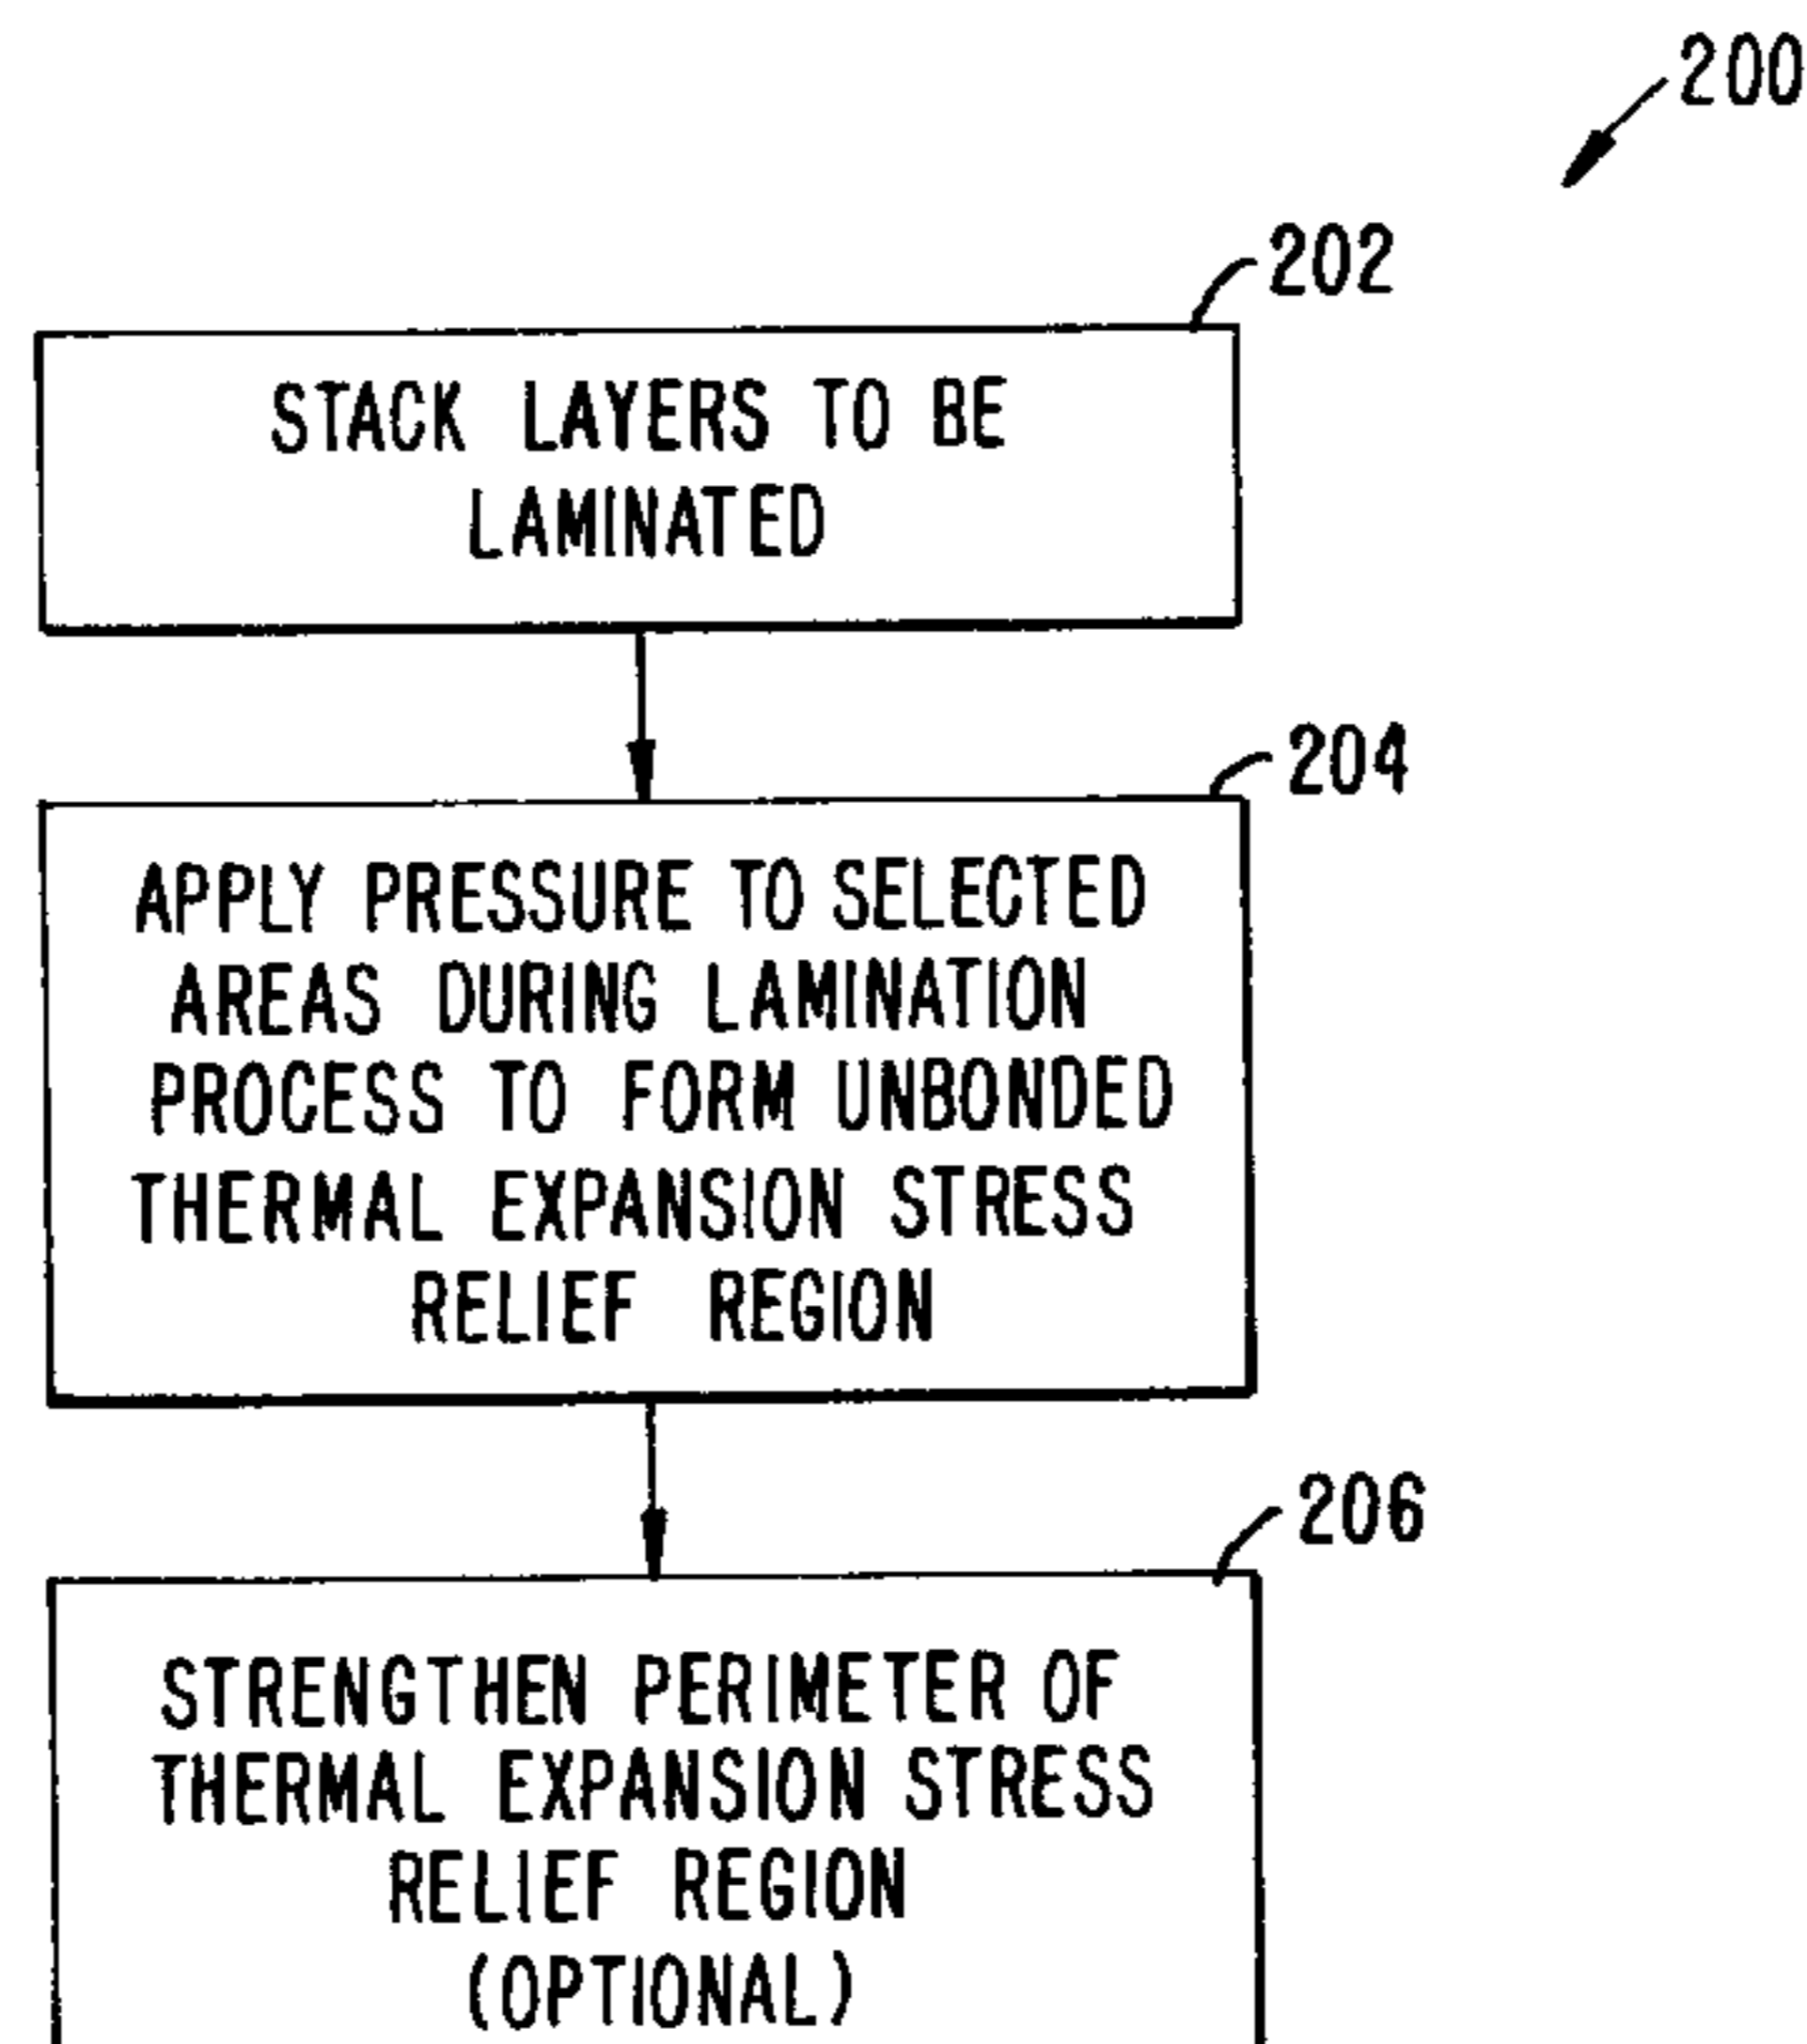 200
202
STACK LAYERS TO BE
LAMINATED
204
APPLY PRESSURE TO SELECTED
AREAS DURING LAMINATION
PROCESS TO FORM UNBONDED
THERMAL EXPANSION STRESS
RELIEF REGION
206
STRENGTHEN PERIMETER OF
THERMAL EXPANSION STRESS
RELIEF REGION
(OPTIONAL)